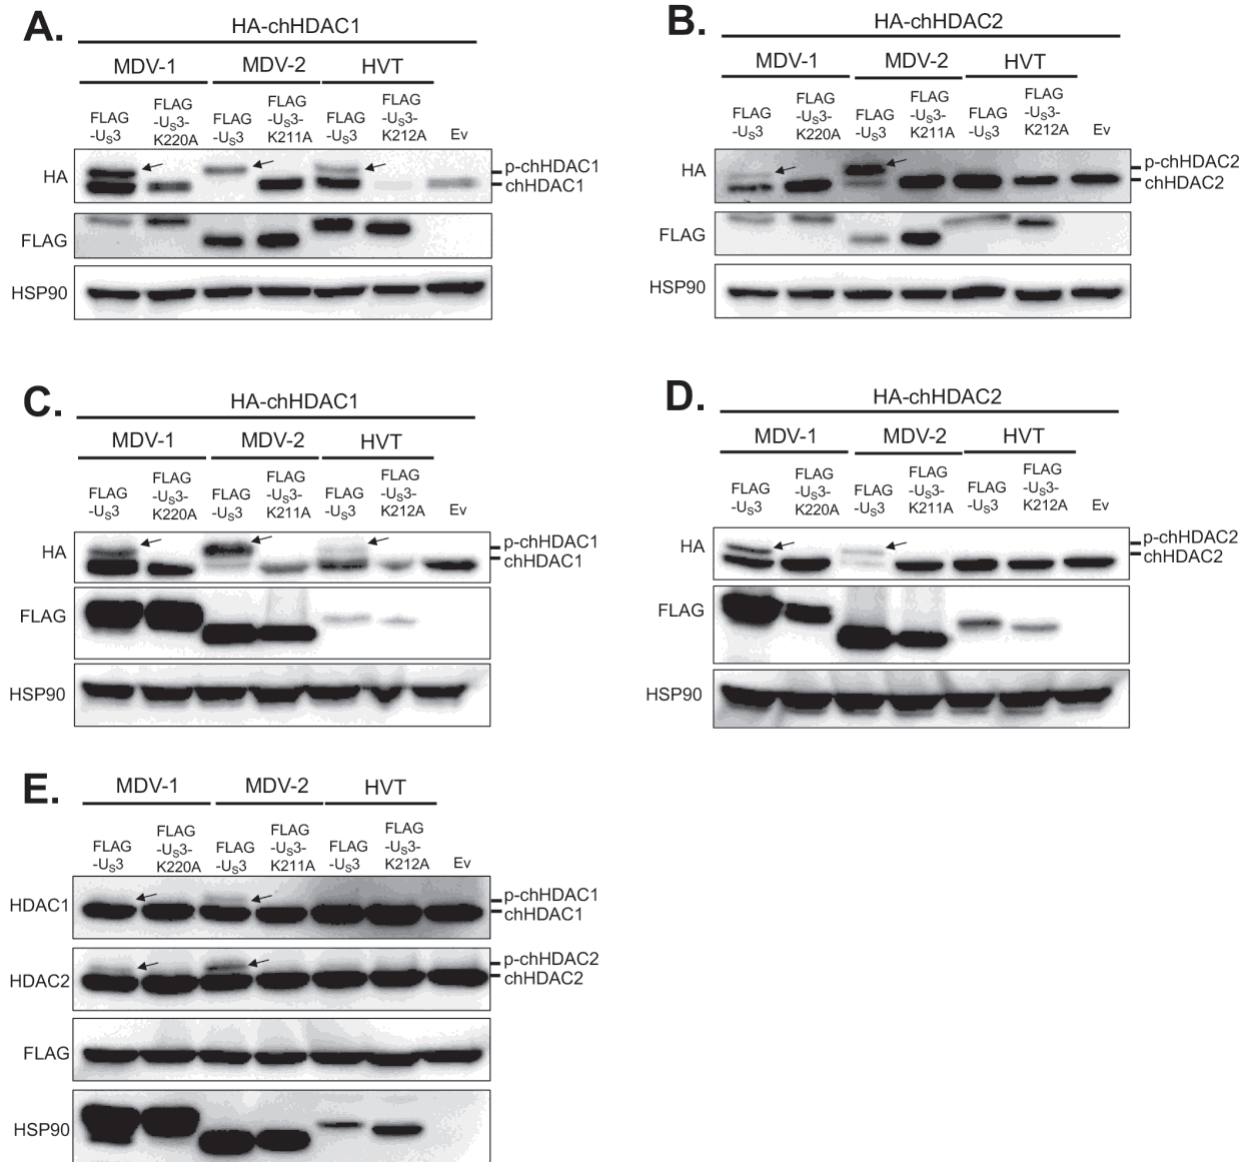 A.
HA-chHDAC1
MDV-1 MDV-2 HVT
FLAG
-US3
FLAG
-US3-
K220A
FLAG
-US3
FLAG
-US3-
K211A
FLAG
-US3
FLAG
-US3-
K212A
Ev
HA
p-chHDAC1
chHDAC1
FLAG
HSP90
B.
HA-chHDAC2
MDV-1 MDV-2 HVT
FLAG
-US3
FLAG
-US3-
K220A
FLAG
-US3
FLAG
-US3-
K211A
FLAG
-US3
FLAG
-US3-
K212A
Ev
HA
p-chHDAC2
chHDAC2
FLAG
HSP90
C.
HA-chHDAC1
MDV-1 MDV-2 HVT
FLAG
-US3
FLAG
-US3-
K220A
FLAG
-US3
FLAG
-US3-
K211A
FLAG
-US3
FLAG
-US3-
K212A
Ev
HA
p-chHDAC1
chHDAC1
FLAG
HSP90
D.
HA-chHDAC2
MDV-1 MDV-2 HVT
FLAG
-US3
FLAG
-US3-
K220A
FLAG
-US3
FLAG
-US3-
K211A
FLAG
-US3
FLAG
-US3-
K212A
Ev
HA
p-chHDAC2
chHDAC2
FLAG
HSP90
E.
MDV-1 MDV-2 HVT
FLAG
-US3
FLAG
-US3-
K220A
FLAG
-US3
FLAG
-US3-
K211A
FLAG
-US3
FLAG
-US3-
K212A
Ev
HDAC1
p-chHDAC1
chHDAC1
HDAC2
p-chHDAC2
chHDAC2
FLAG
HSP90